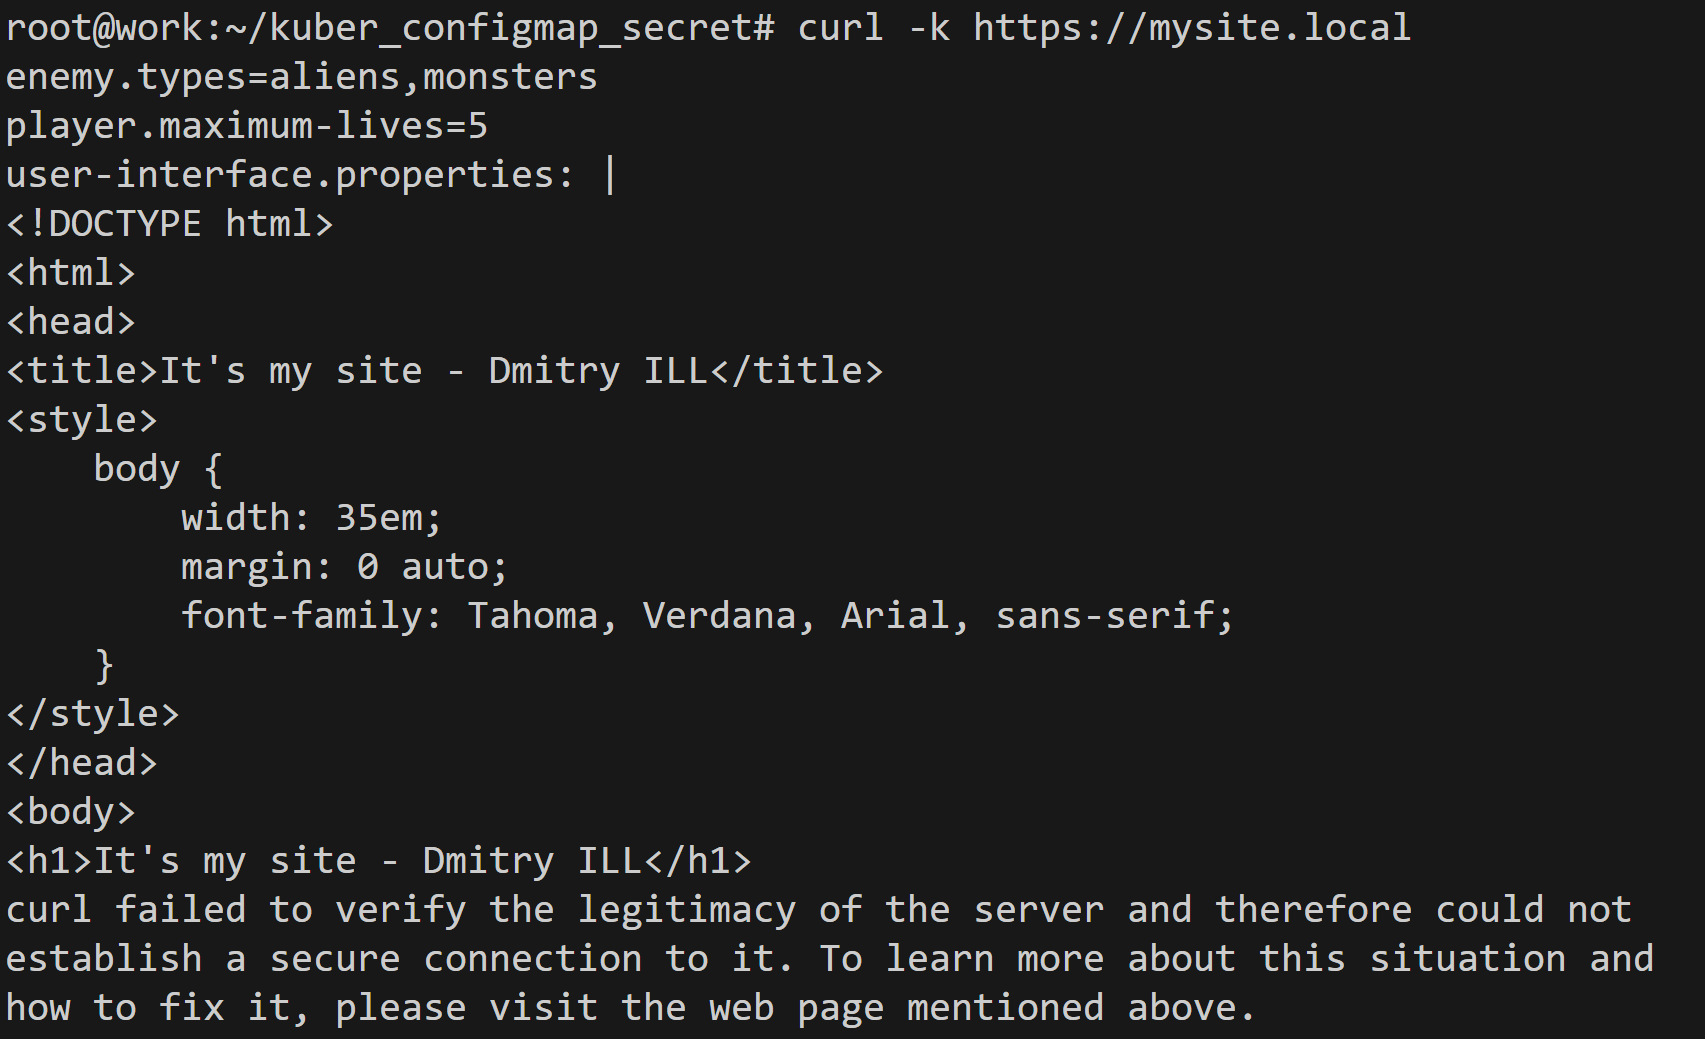 root@work:~/kuber_configmap_secret# curl -k https://mysite.local
enemy.types=aliens,monsters
player.maximum-lives=5
user-interface.properties: |
<!DOCTYPE html>
<html>
<head>
<title>It's my site - Dmitry ILL</title>
<style>
    body {
        width: 35em;
        margin: 0 auto;
        font-family: Tahoma, Verdana, Arial, sans-serif;
    }
</style>
</head>
<body>
<h1>It's my site - Dmitry ILL</h1>
curl failed to verify the legitimacy of the server and therefore could not
establish a secure connection to it. To learn more about this situation and
how to fix it, please visit the web page mentioned above.